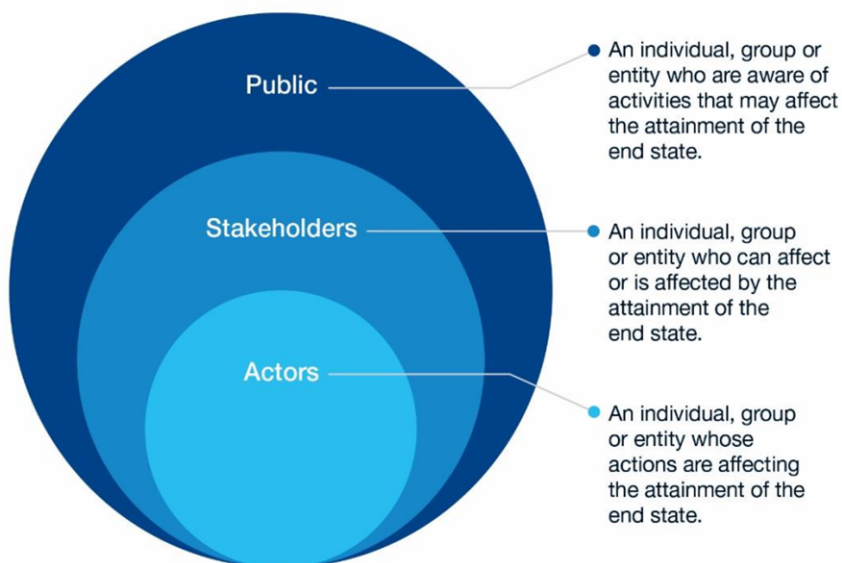 Public
An individual, group or
entity who are aware of
activities that may affect
the attainment of the
end state.
Stakeholders
An individual, group
or entity who can affect
or is affected by the
attainment of the
end state.
Actors
An individual, group
or entity whose
actions are affecting
the attainment of the
end state.